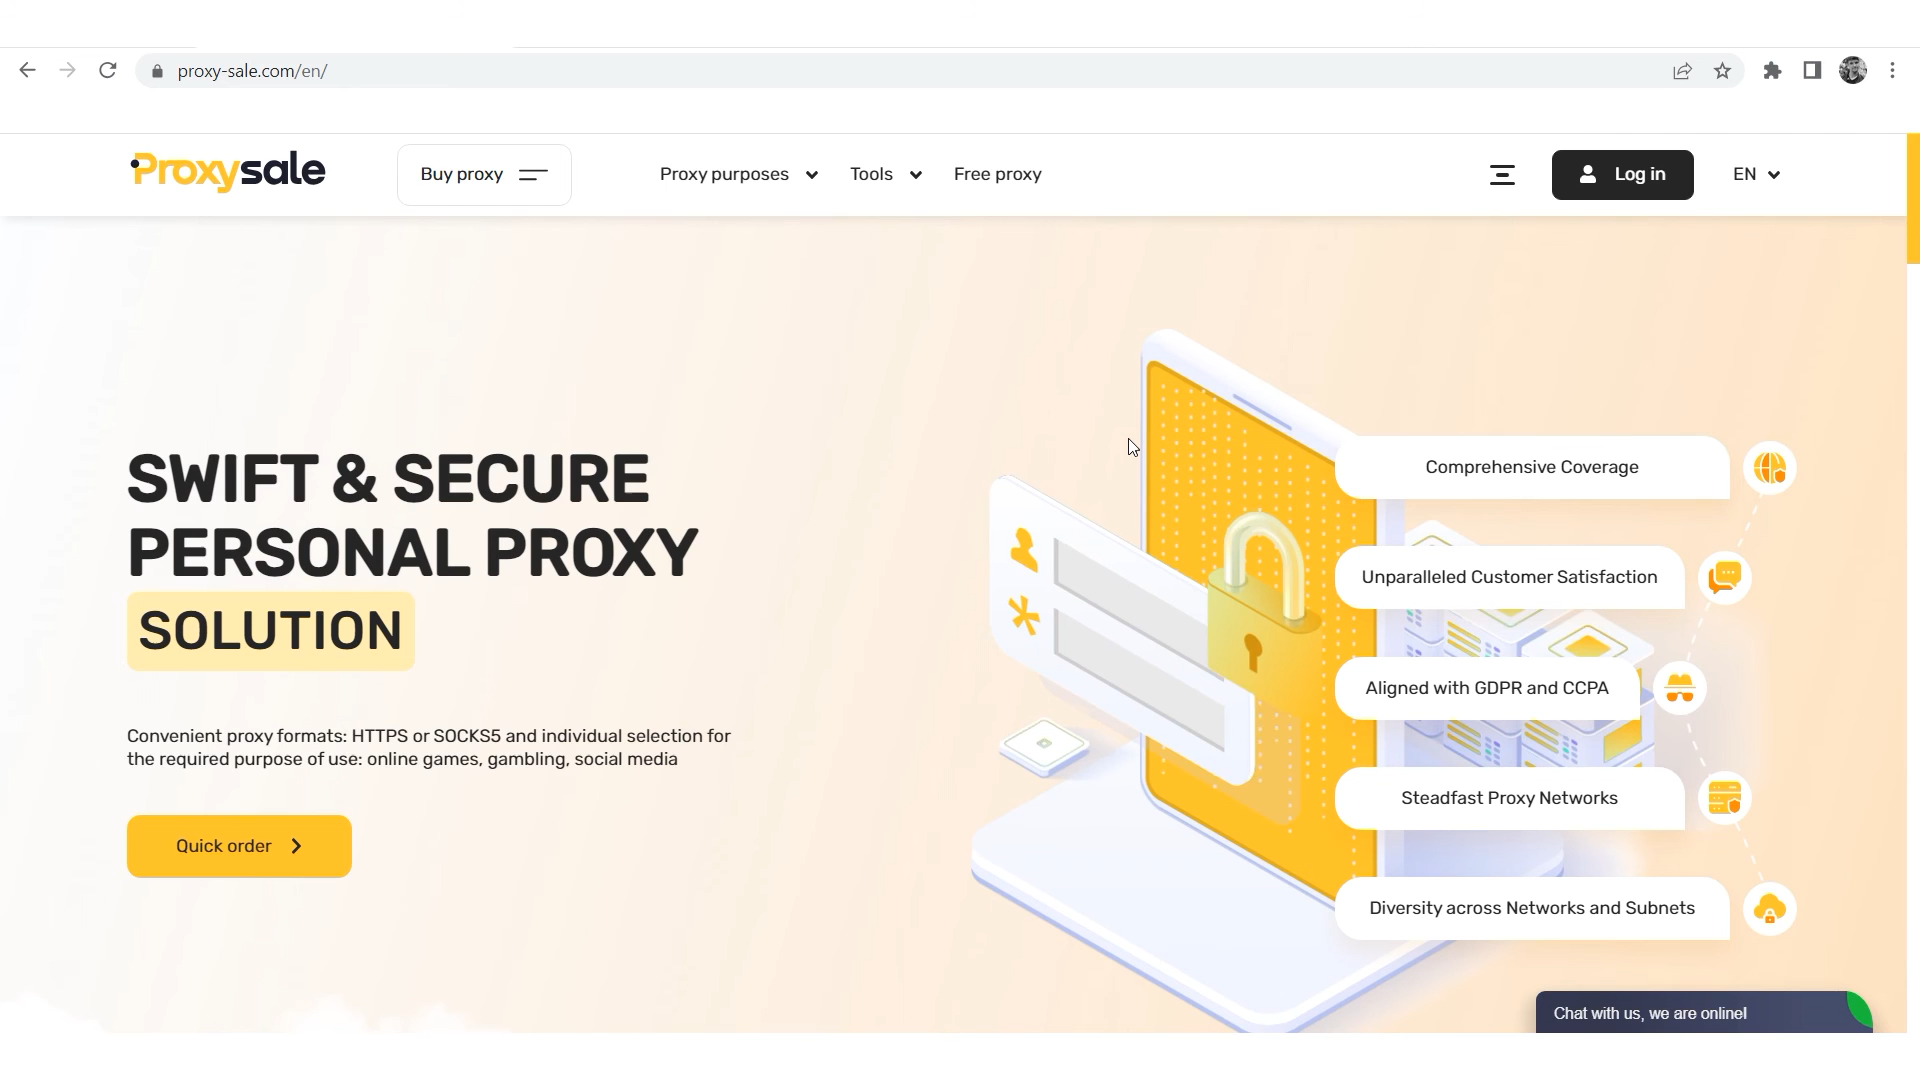 proxy-sale.com/en/
Proxysale
Buy proxy
Proxy purposes
Tools
Free proxy
Log in
EN
SWIFT & SECURE
PERSONAL PROXY
SOLUTION
Convenient proxy formats: HTTPS or SOCKS5 and individual selection for
the required purpose of use: online games, gambling, social media
Quick order
Comprehensive Coverage
Unparalleled Customer Satisfaction
Aligned with GDPR and CCPA
Steadfast Proxy Networks
Diversity across Networks and Subnets
Chat with us, we are online!